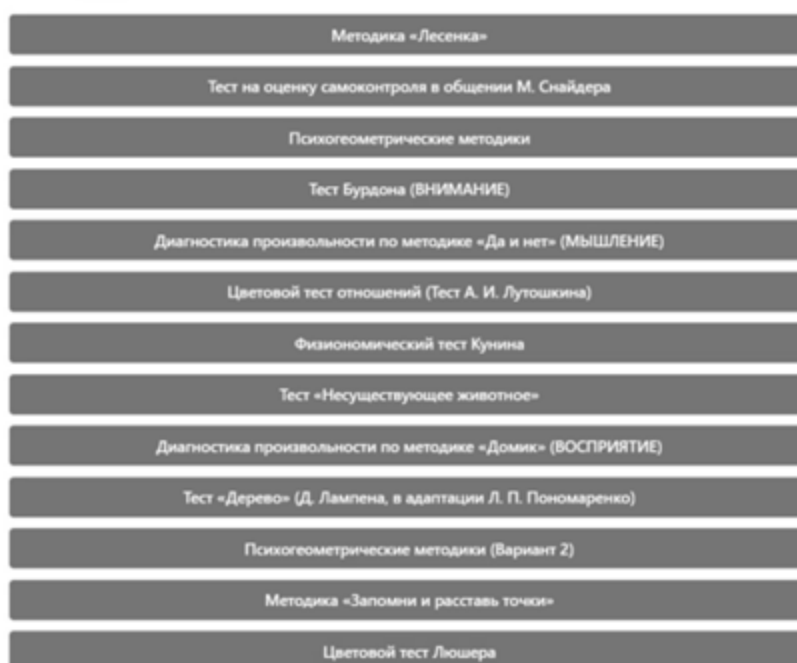 Методика «Лесенка»
Тест на оценку самоконтроля в общении М. Снайдера
Психогеометрические методики
Тест Бурдона (ВНИМАНИЕ)
Диагностика произвольности по методике «Да и нет» (МЫШЛЕНИЕ)
Цветовой тест отношений (Тест А. И. Лутошкина)
Физиономический тест Кунина
Тест «Несуществующее животное»
Диагностика произвольности по методике «Домик» (ВОСПРИЯТИЕ)
Тест «Дерево» (Д. Лампена, в адаптации Л. П. Пономаренко)
Психогеометрические методики (Вариант 2)
Методика «Запомни и расставь точки»
Цветовой тест Люшера